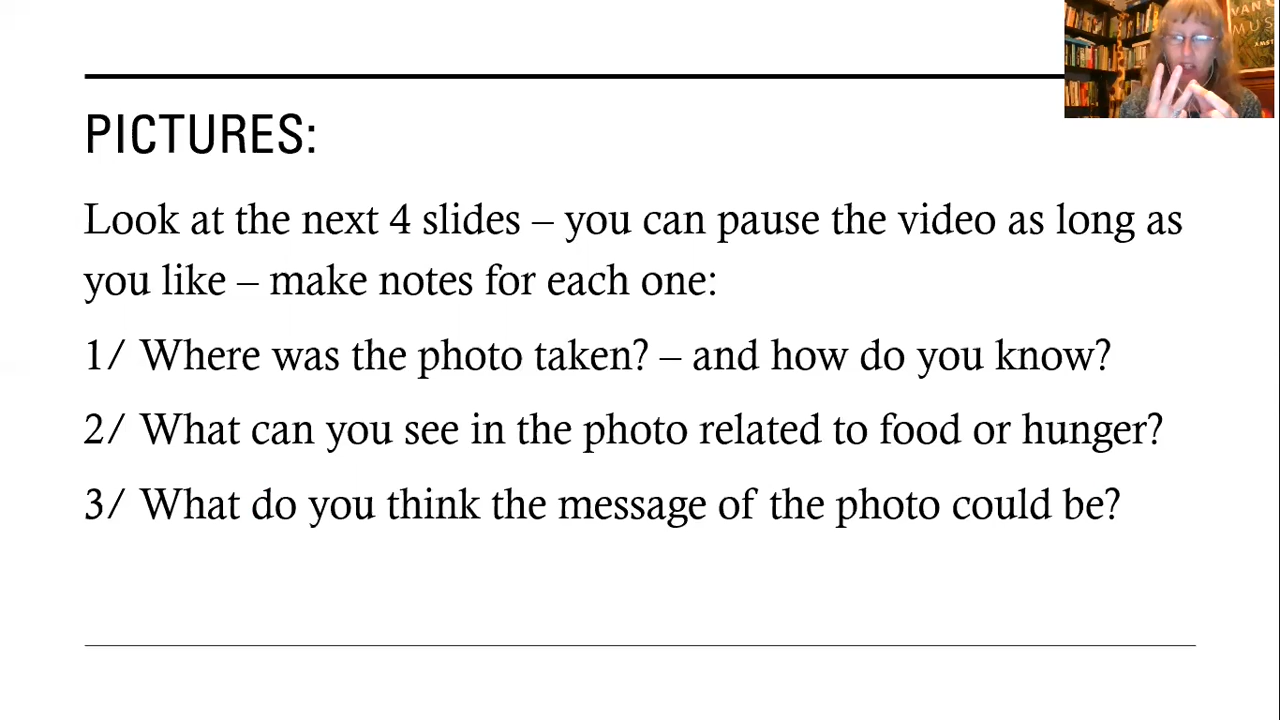 PICTURES:
Look at the next 4 slides – you can pause the video as long as
you like – make notes for each one:
1/ Where was the photo taken? – and how do you know?
2/ What can you see in the photo related to food or hunger?
3/ What do you think the message of the photo could be?
VAN
MUS